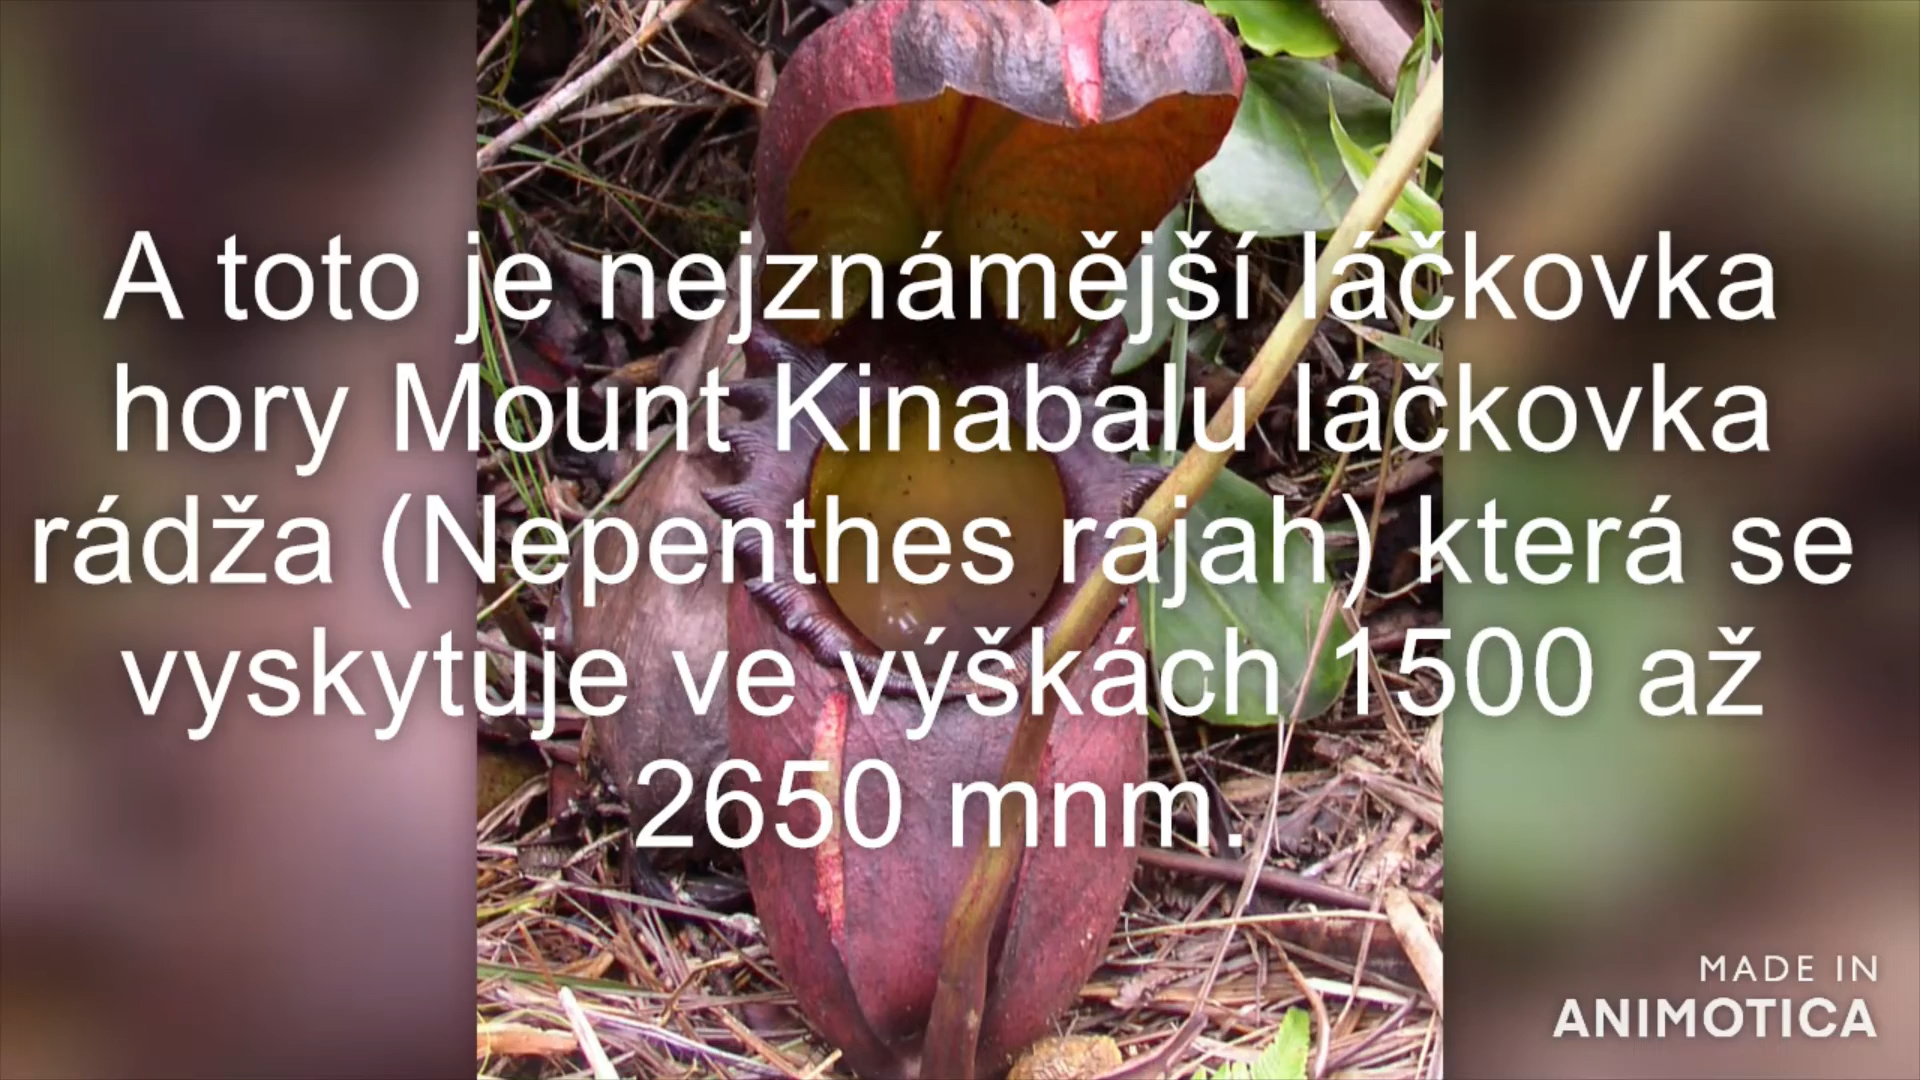 A toto je nejznámější láčkovka
hory Mount Kinabalu láčkovka
rádža (Nepenthes rajah) která se
vyskytuje ve výškách 1500 až
2650 mnm.
MADE IN
ANIMOTICA